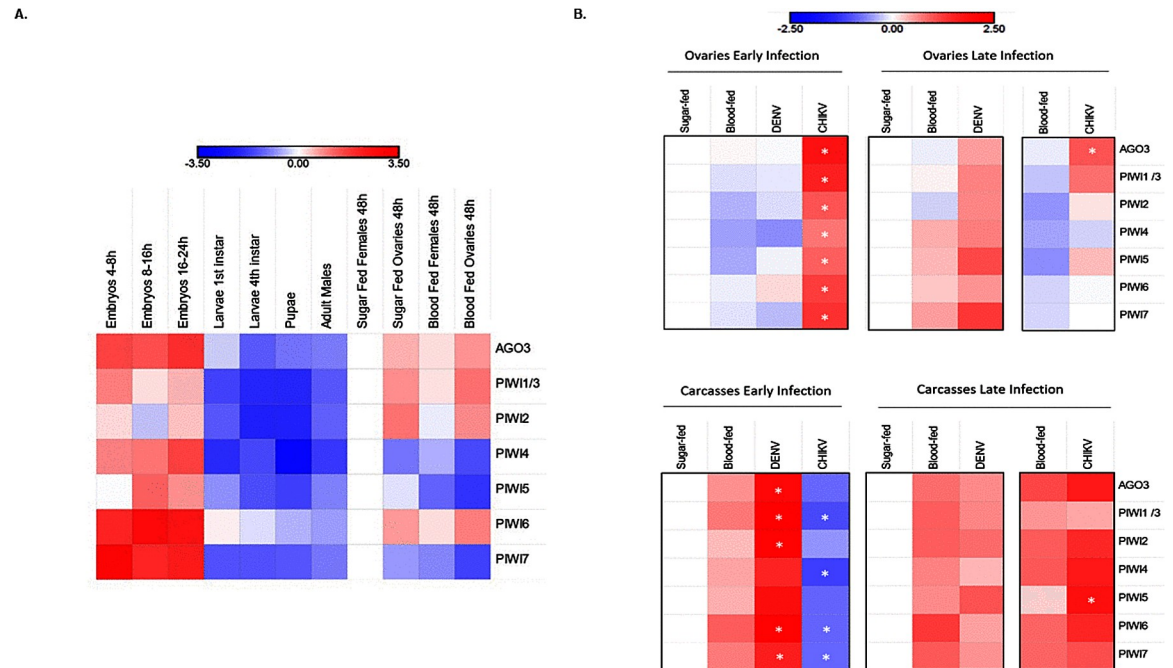 A.
B.
-3.50 0.00 3.50
Embryos 4-8h
Embryos 8-16h
Embryos 16-24h
Larvae 1st Instar
Larvae 4th Instar
Pupae
Adult Males
Sugar Fed Females 48h
Sugar Fed Ovaries 48h
Blood Fed Females 48h
Blood Fed Ovaries 48h
AGO3
PIWI1/3
PIWI2
PIWI4
PIWI5
PIWI6
PIWI7
-2.50 0.00 2.50
Ovaries Early Infection
Sugar-fed
Blood-fed
DENV
CHIKV
*
*
*
*
*
*
*
Ovaries Late Infection
Sugar-fed
Blood-fed
DENV
Blood-fed
CHIKV
* AGO3
PIWI1 /3
PIWI2
PIWI4
PIWI5
PIWI6
PIWI7
Carcasses Early Infection
Sugar-fed
Blood-fed
DENV
CHIKV
*
* *
*
*
* *
* *
Carcasses Late Infection
Sugar-fed
Blood-fed
DENV
Blood-fed
CHIKV
AGO3
PIWI1 /3
PIWI2
PIWI4
* PIWI5
PIWI6
PIWI7